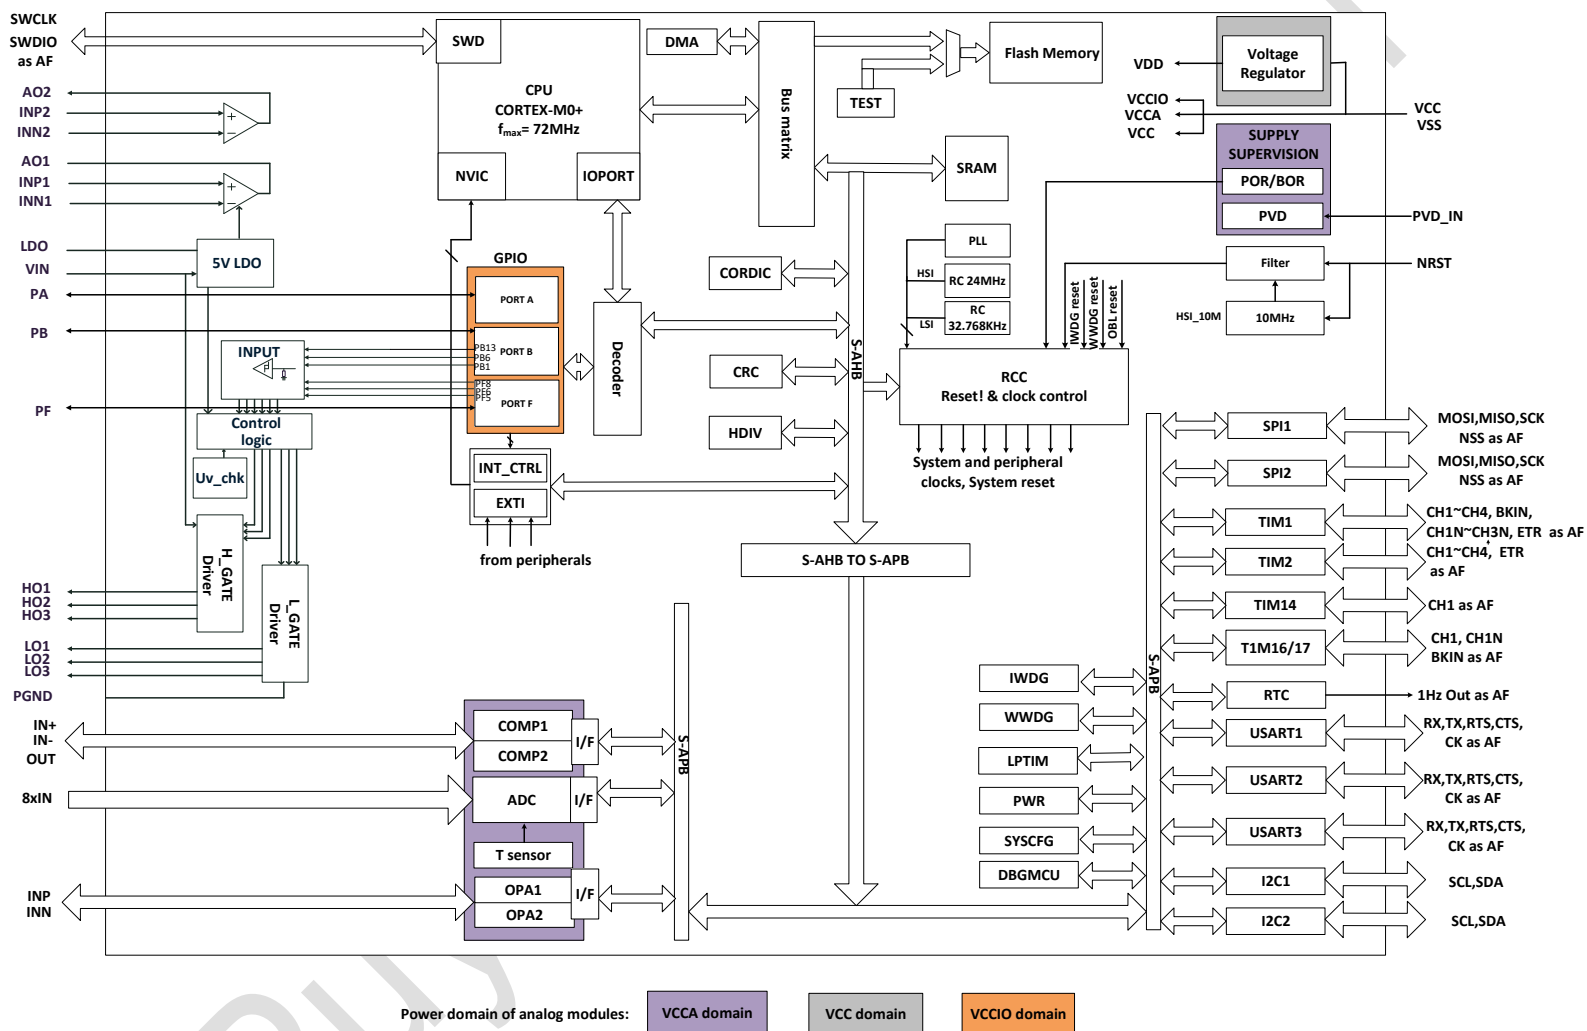 SWCLK
SWDIO
as AF
AO2
INP2
INN2
AO1
INP1
INN1
LDO
VIN
PA
PB
PF
HO1
HO2
HO3
LO1
LO2
LO3
PGND
IN+
IN-
OUT
8xIN
INP
INN
SWD
CPU
CORTEX-M0+
fmax= 72MHz
NVIC
IOPORT
+
−
+
−
5V LDO
INPUT
Control
logic
Uv_chk
H_GATE
Driver
L_GATE
Driver
GPIO
PORT A
PORT B
PB13
PB6
PB1
PF8
PF6
PF5
PORT F
INT_CTRL
EXTI
from peripherals
Decoder
DMA
Bus matrix
TEST
Flash Memory
SRAM
CORDIC
CRC
HDIV
S-AHB
PLL
HSI
RC 24MHz
LSI
RC
32.768KHz
IWDG reset
WWDG reset
OBL reset
RCC
Reset! & clock control
System and peripheral
clocks, System reset
S-AHB TO S-APB
Voltage
Regulator
VDD
VCCIO
VCCA
VCC
VCC
VSS
SUPPLY
SUPERVISION
POR/BOR
PVD
PVD_IN
Filter
NRST
HSI_10M
10MHz
COMP1
COMP2
I/F
ADC
I/F
T sensor
OPA1
OPA2
I/F
S-APB
IWDG
WWDG
LPTIM
PWR
SYSCFG
DBGMCU
S-APB
SPI1
MOSI,MISO,SCK
NSS as AF
SPI2
MOSI,MISO,SCK
NSS as AF
TIM1
CH1~CH4, BKIN,
CH1N~CH3N, ETR as AF
TIM2
CH1~CH4, ETR
as AF
TIM14
CH1 as AF
T1M16/17
CH1, CH1N
BKIN as AF
RTC
1Hz Out as AF
USART1
RX,TX,RTS,CTS,
CK as AF
USART2
RX,TX,RTS,CTS,
CK as AF
USART3
RX,TX,RTS,CTS,
CK as AF
I2C1
SCL,SDA
I2C2
SCL,SDA
Power domain of analog modules:
VCCA domain
VCC domain
VCCIO domain